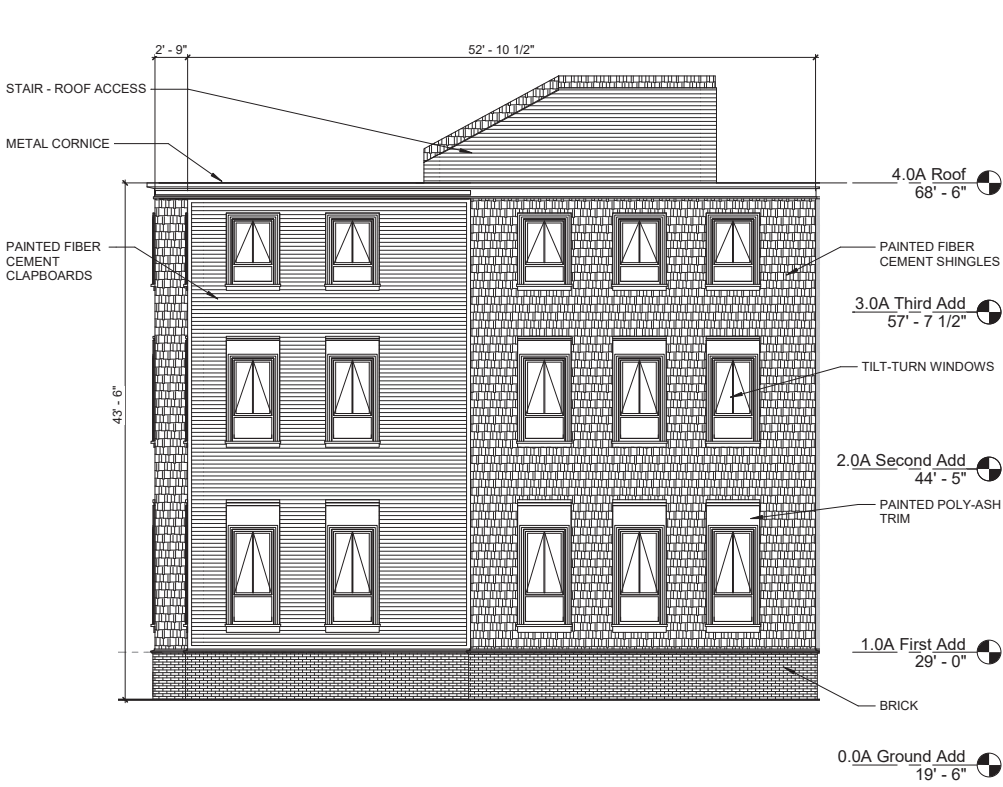 2' - 9"
52' - 10 1/2"
STAIR - ROOF ACCESS
METAL CORNICE
4.0A Roof
68' - 6"
PAINTED FIBER
CEMENT
CLAPBOARDS
PAINTED FIBER
CEMENT SHINGLES
3.0A Third Add
57' - 7 1/2"
TILT-TURN WINDOWS
43' - 6"
2.0A Second Add
44' - 5"
PAINTED POLY-ASH
TRIM
1.0A First Add
29' - 0"
BRICK
0.0A Ground Add
19' - 6"